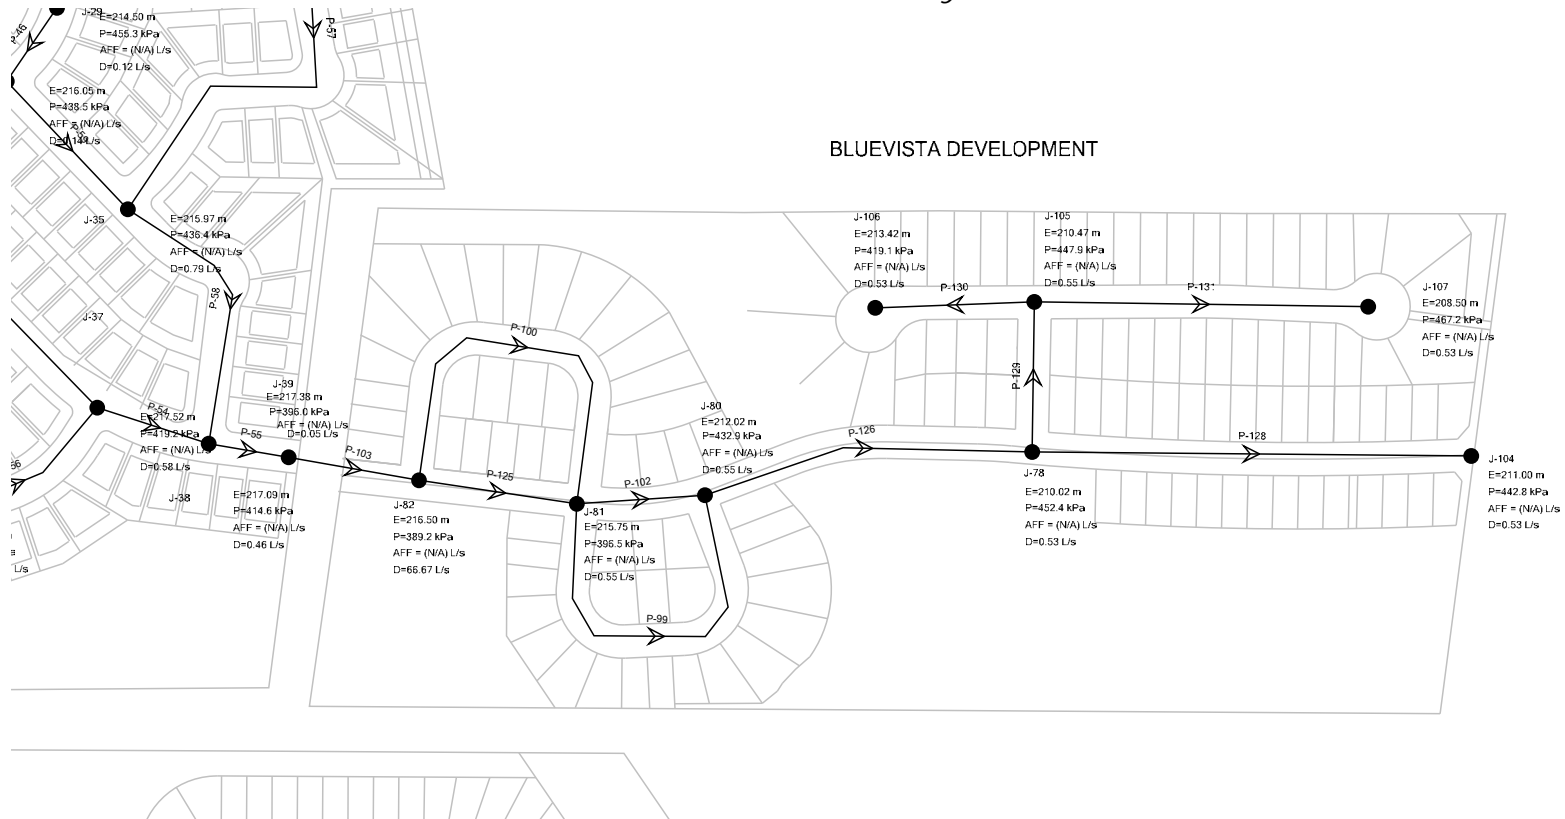 J-29
E=214.50 m
P=455.3 kPa
AFF = (N/A) L/s
D=0.12 L/s
P-46
P-57
E=216.05 m
P=438.5 kPa
AFF = (N/A) L/s
D=0.14 L/s
BLUEVISTA DEVELOPMENT
J-35
E=215.97 m
P=436.4 kPa
AFF = (N/A) L/s
D=0.79 L/s
P-58
J-37
J-106
E=213.42 m
P=419.1 kPa
AFF = (N/A) L/s
D=0.53 L/s
J-105
E=210.47 m
P=447.9 kPa
AFF = (N/A) L/s
D=0.55 L/s
P-130
P-131
J-107
E=208.50 m
P=467.2 kPa
AFF = (N/A) L/s
D=0.53 L/s
P-100
P-129
J-39
E=217.38 m
P=396.0 kPa
AFF = (N/A) L/s
D=0.05 L/s
P-54
E=217.52 m
P=419.2 kPa
AFF = (N/A) L/s
D=0.58 L/s
P-55
P-103
J-80
E=212.02 m
P=432.9 kPa
AFF = (N/A) L/s
D=0.55 L/s
P-126
P-128
P-125
P-102
J-38
E=217.09 m
P=414.6 kPa
AFF = (N/A) L/s
D=0.46 L/s
J-82
E=216.50 m
P=389.2 kPa
AFF = (N/A) L/s
D=66.67 L/s
J-81
E=215.75 m
P=396.5 kPa
AFF = (N/A) L/s
D=0.55 L/s
J-78
E=210.02 m
P=452.4 kPa
AFF = (N/A) L/s
D=0.53 L/s
J-104
E=211.00 m
P=442.8 kPa
AFF = (N/A) L/s
D=0.53 L/s
P-99
L/s